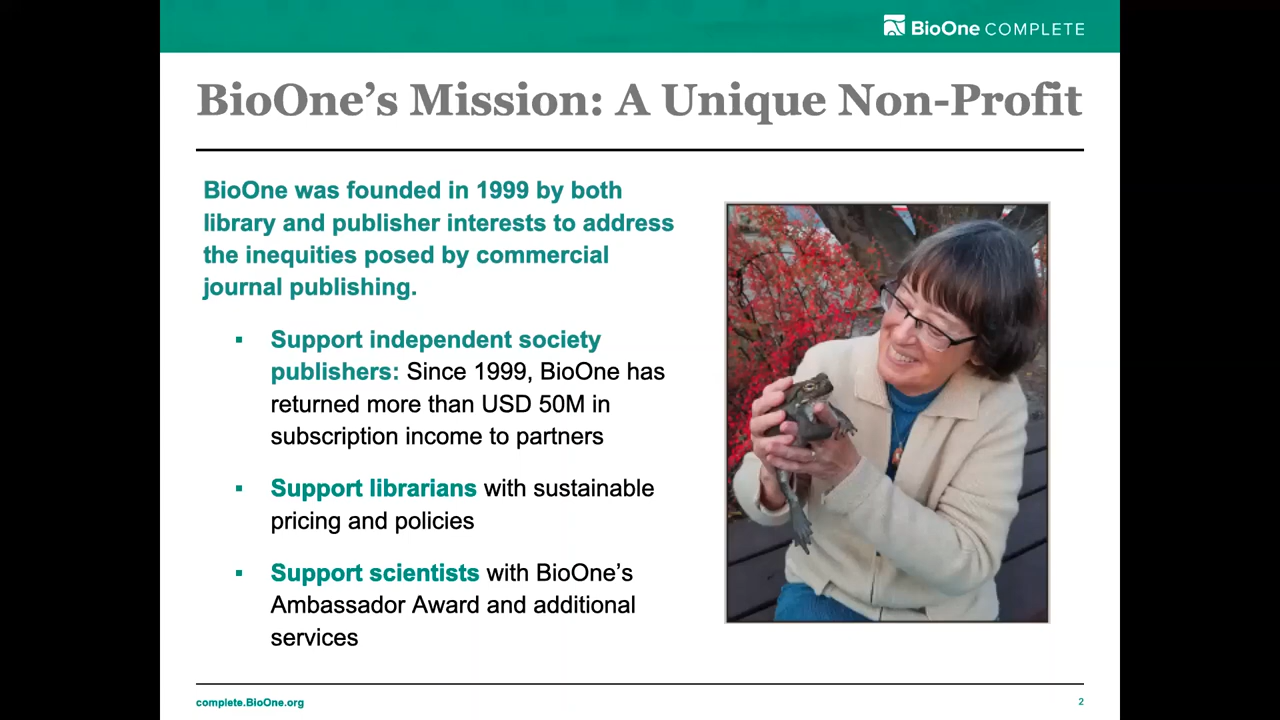 BioOne COMPLETE
BioOne’s Mission: A Unique Non-Profit
BioOne was founded in 1999 by both
library and publisher interests to address
the inequities posed by commercial
journal publishing.
▪ Support independent society
publishers: Since 1999, BioOne has
returned more than USD 50M in
subscription income to partners
▪ Support librarians with sustainable
pricing and policies
▪ Support scientists with BioOne’s
Ambassador Award and additional
services
complete.BioOne.org
2